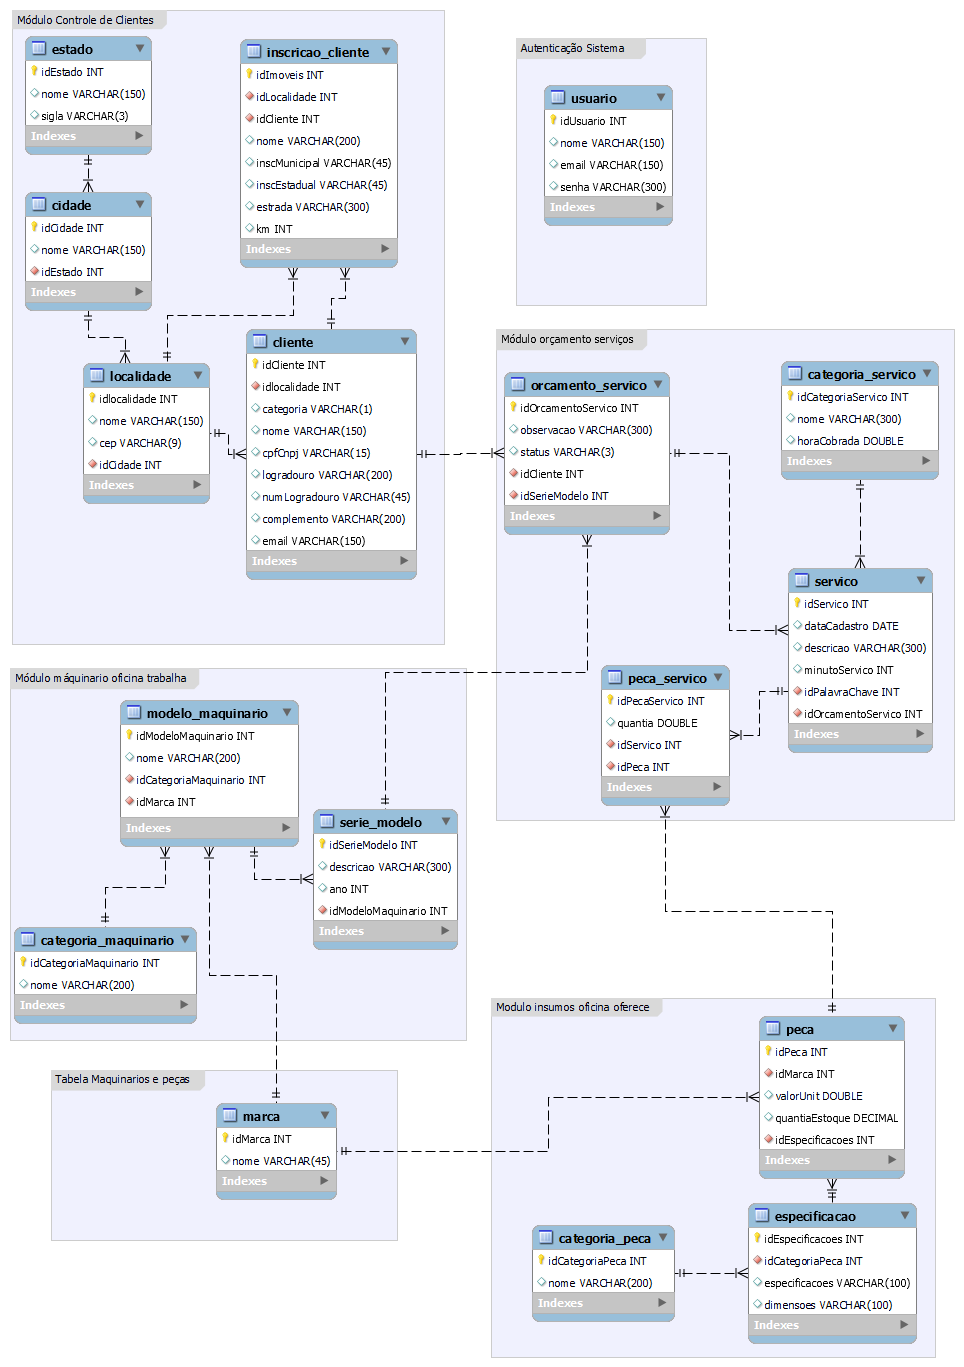 Módulo Controle de Clientes
estado
idEstado INT
nome VARCHAR(150)
sigla VARCHAR(3)
Indexes
inscricao_cliente
idImoveis INT
idLocalidade INT
idCliente INT
nome VARCHAR(200)
inscMunicipal VARCHAR(45)
inscEstadual VARCHAR(45)
estrada VARCHAR(300)
km INT
Indexes
cidade
idCidade INT
nome VARCHAR(150)
idEstado INT
Indexes
localidade
idlocalidade INT
nome VARCHAR(150)
cep VARCHAR(9)
idCidade INT
Indexes
cliente
idCliente INT
idlocalidade INT
categoria VARCHAR(1)
nome VARCHAR(150)
cpfCnpj VARCHAR(15)
logradouro VARCHAR(200)
numLogradouro VARCHAR(45)
complemento VARCHAR(200)
email VARCHAR(150)
Indexes
Autenticação Sistema
usuario
idUsuario INT
nome VARCHAR(150)
email VARCHAR(150)
senha VARCHAR(300)
Indexes
Módulo orçamento serviços
orcamento_servico
idOrcamentoServico INT
observacao VARCHAR(300)
status VARCHAR(3)
idCliente INT
idSerieModelo INT
Indexes
categoria_servico
idCategoriaServico INT
nome VARCHAR(300)
horaCobrada DOUBLE
Indexes
servico
idServico INT
dataCadastro DATE
descricao VARCHAR(300)
minutoServico INT
idPalavraChave INT
idOrcamentoServico INT
Indexes
peca_servico
idPecaServico INT
quantia DOUBLE
idServico INT
idPeca INT
Indexes
Módulo máquinario oficina trabalha
modelo_maquinario
idModeloMaquinario INT
nome VARCHAR(200)
idCategoriaMaquinario INT
idMarca INT
Indexes
serie_modelo
idSerieModelo INT
descricao VARCHAR(300)
ano INT
idModeloMaquinario INT
Indexes
categoria_maquinario
idCategoriaMaquinario INT
nome VARCHAR(200)
Indexes
Tabela Maquinarios e peças
marca
idMarca INT
nome VARCHAR(45)
Indexes
Modulo insumos oficina oferece
peca
idPeca INT
idMarca INT
valorUnit DOUBLE
quantiaEstoque DECIMAL
idEspecificacoes INT
Indexes
categoria_peca
idCategoriaPeca INT
nome VARCHAR(200)
Indexes
especificacao
idEspecificacoes INT
idCategoriaPeca INT
especificacoes VARCHAR(100)
dimensoes VARCHAR(100)
Indexes